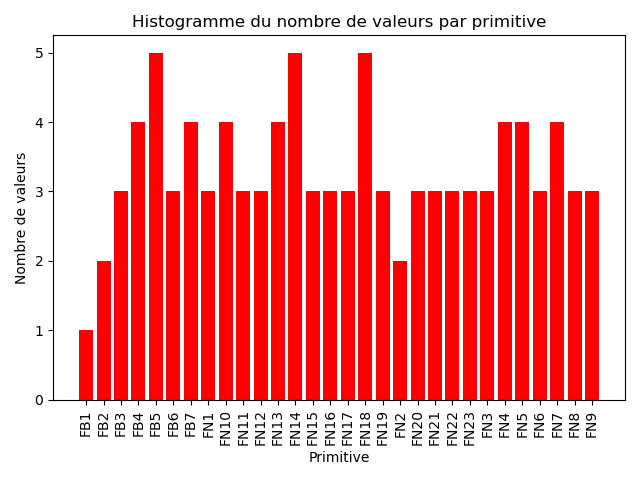 Histogramme du nombre de valeurs par primitive
Nombre de valeurs
5
4
3
2
1
0
FB1 FB2 FB3 FB4 FB5 FB6 FB7 FN1 FN10 FN11 FN12 FN13 FN14 FN15 FN16 FN17 FN18 FN19 FN2 FN20 FN21 FN22 FN23 FN3 FN4 FN5 FN6 FN7 FN8 FN9
Primitive